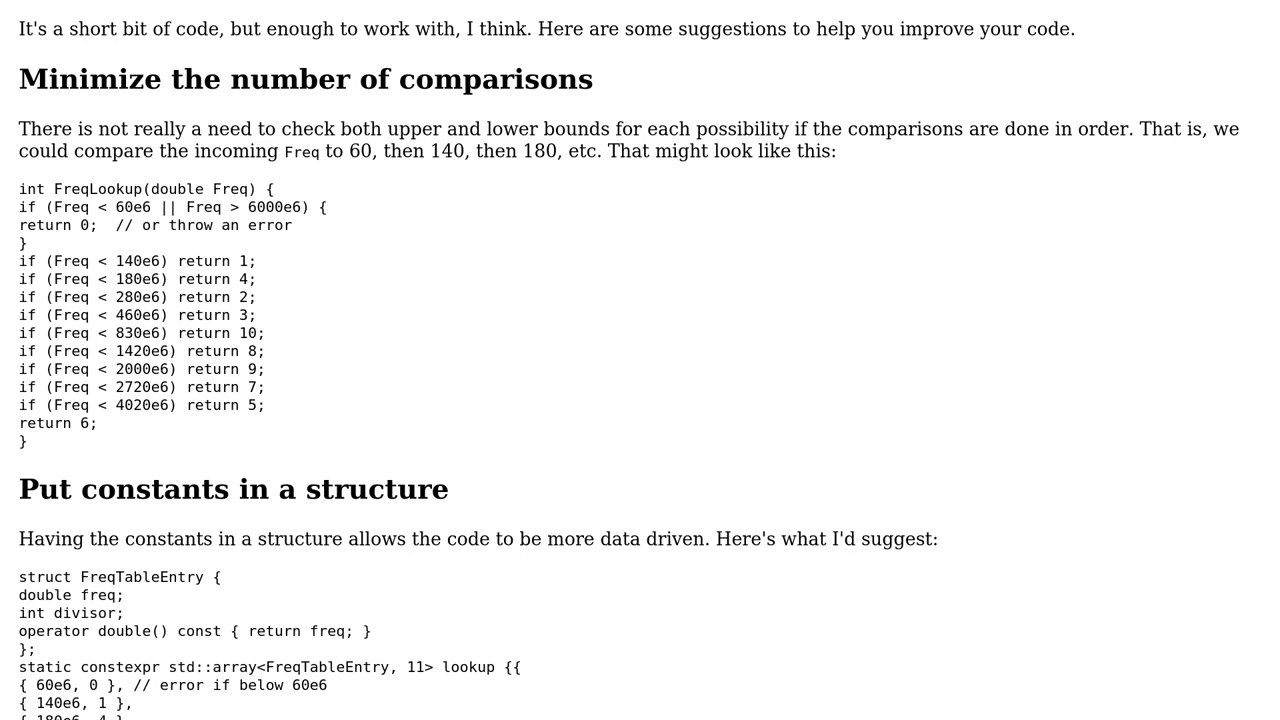 It's a short bit of code, but enough to work with, I think. Here are some suggestions to help you improve your code.
Minimize the number of comparisons
There is not really a need to check both upper and lower bounds for each possibility if the comparisons are done in order. That is, we
could compare the incoming Freq to 60, then 140, then 180, etc. That might look like this:
int FreqLookup(double Freq) {
if (Freq < 60e6 || Freq > 6000e6) {
return 0;  // or throw an error
}
if (Freq < 140e6) return 1;
if (Freq < 180e6) return 4;
if (Freq < 280e6) return 2;
if (Freq < 460e6) return 3;
if (Freq < 830e6) return 10;
if (Freq < 1420e6) return 8;
if (Freq < 2000e6) return 9;
if (Freq < 2720e6) return 7;
if (Freq < 4020e6) return 5;
return 6;
}
Put constants in a structure
Having the constants in a structure allows the code to be more data driven. Here's what I'd suggest:
struct FreqTableEntry {
double freq;
int divisor;
operator double() const { return freq; }
};
static constexpr std::array<FreqTableEntry, 11> lookup {{
{ 60e6, 0 }, // error if below 60e6
{ 140e6, 1 },
{ 180e6, 4 },